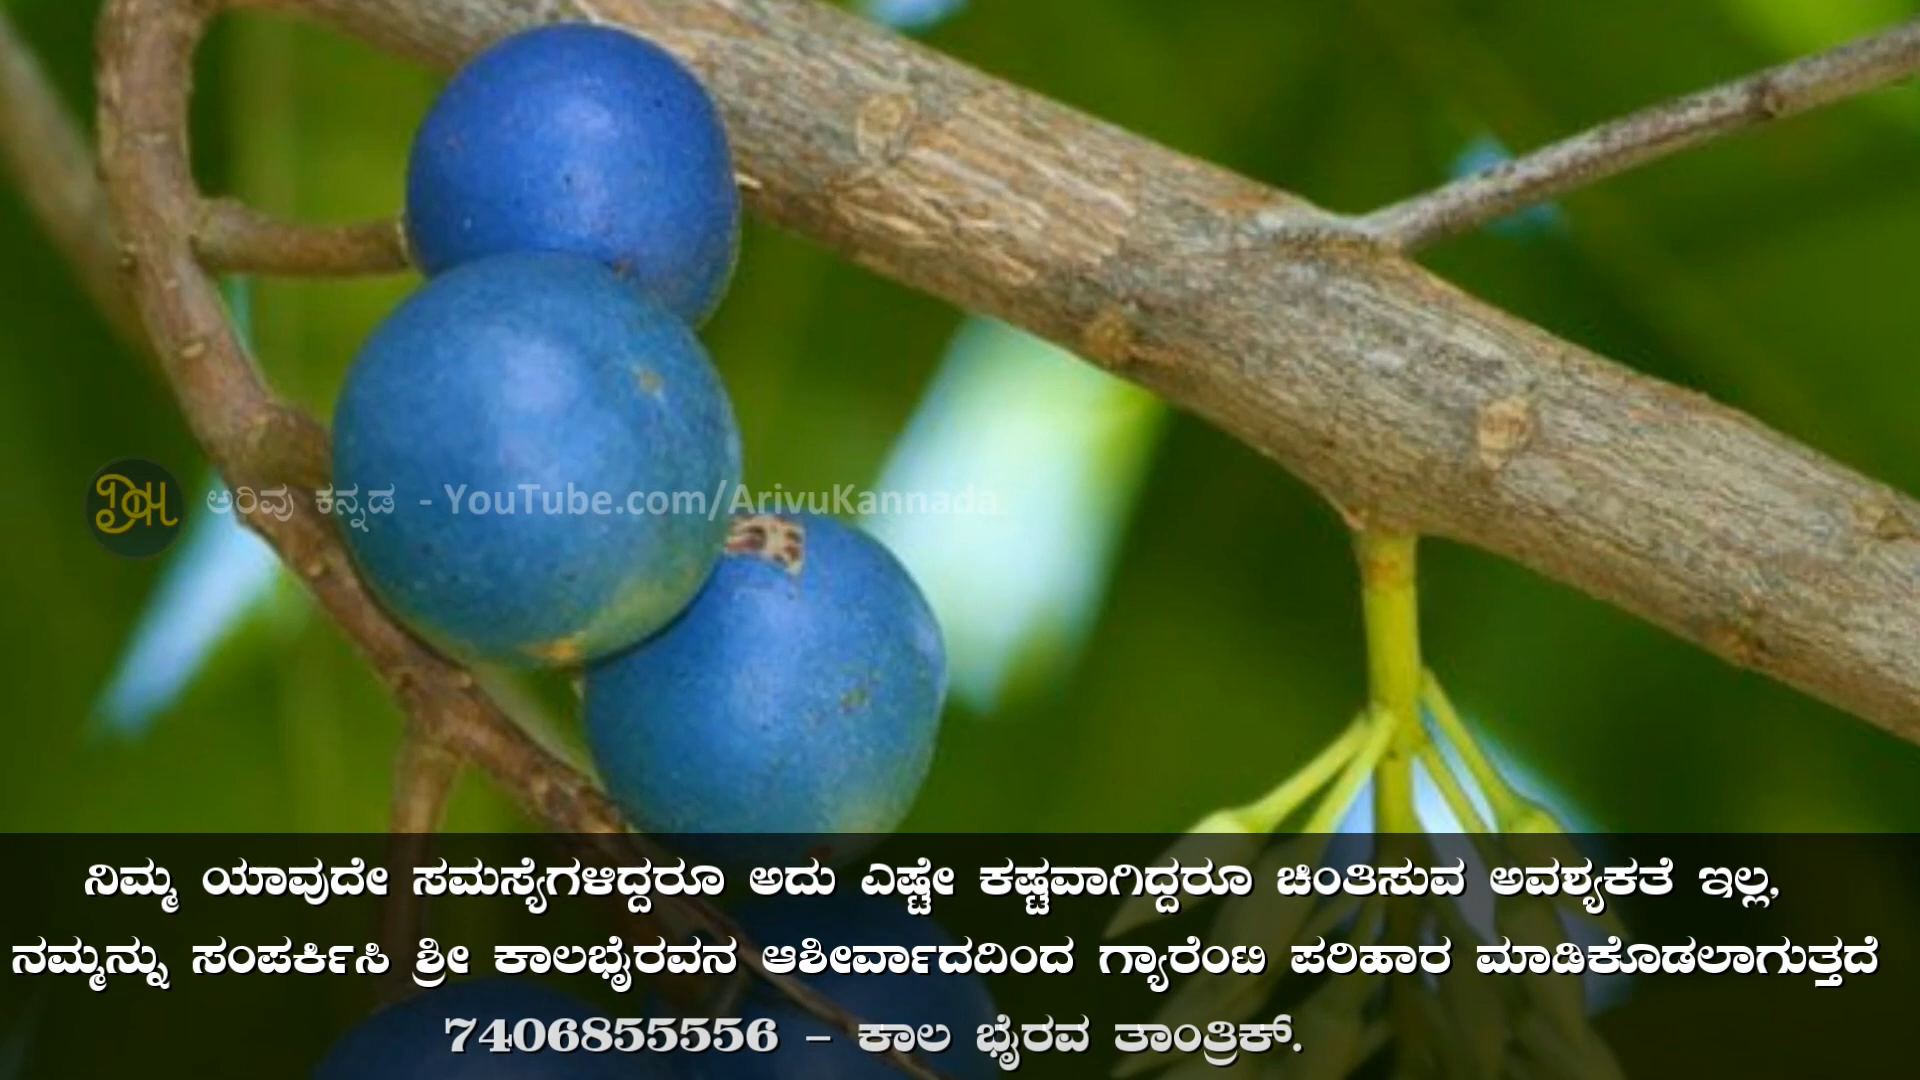 ಅರಿವು ಕನ್ನಡ - YouTube.com/ArivuKannada
ನಿಮ್ಮ ಯಾವುದೇ ಸಮಸ್ಯೆಗಳಿದ್ದರೂ ಅದು ಎಷ್ಟೇ ಕಷ್ಟವಾಗಿದ್ದರೂ ಚಿಂತಿಸುವ ಅವಶ್ಯಕತೆ ಇಲ್ಲ,
ನಮ್ಮನ್ನು ಸಂಪರ್ಕಿಸಿ ಶ್ರೀ ಕಾಲಭೈರವನ ಆಶೀರ್ವಾದದಿಂದ ಗ್ಯಾರೆಂಟಿ ಪರಿಹಾರ ಮಾಡಿಕೊಡಲಾಗುತ್ತದೆ
7406855556 – ಕಾಲ ಭೈರವ ತಾಂತ್ರಿಕ್.